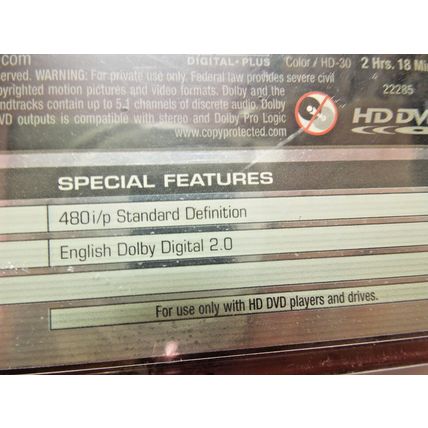 .com
DIGITAL • PLUS
Color / HD-30 2 Hrs. 18
erved. WARNING: For private use only. Federal law provides severe civil
pyrighted motion pictures and video formats. Dolby and the
22285
undtracks contain up to 5.1 channels of discrete audio. Dolby
VD outputs is compatible with stereo and Dolby Pro Logic
www.copyprotected.com
HD DV
SPECIAL FEATURES
480i/p Standard Definition
English Dolby Digital 2.0
For use only with HD DVD players and drives.